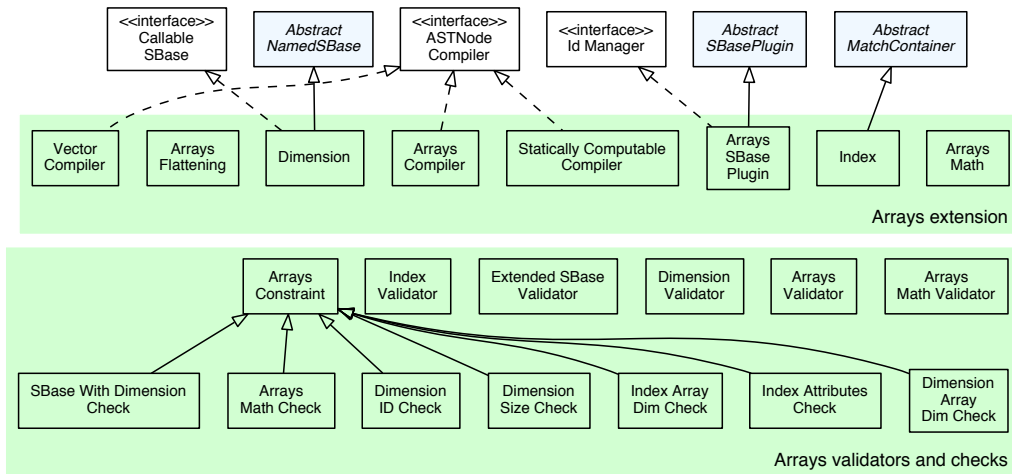 <<interface>>
Callable
SBase
Abstract
NamedSBase
<<interface>>
ASTNode
Compiler
<<interface>>
Id Manager
Abstract
SBasePlugin
Abstract
MatchContainer
Vector
Compiler
Arrays
Flattening
Dimension
Arrays
Compiler
Statically Computable
Compiler
Arrays
SBase
Plugin
Index
Arrays
Math
Arrays extension
Arrays
Constraint
Index
Validator
Extended SBase
Validator
Dimension
Validator
Arrays
Validator
Arrays
Math Validator
SBase With Dimension
Check
Arrays
Math Check
Dimension
ID Check
Dimension
Size Check
Index Array
Dim Check
Index Attributes
Check
Dimension
Array
Dim Check
Arrays validators and checks